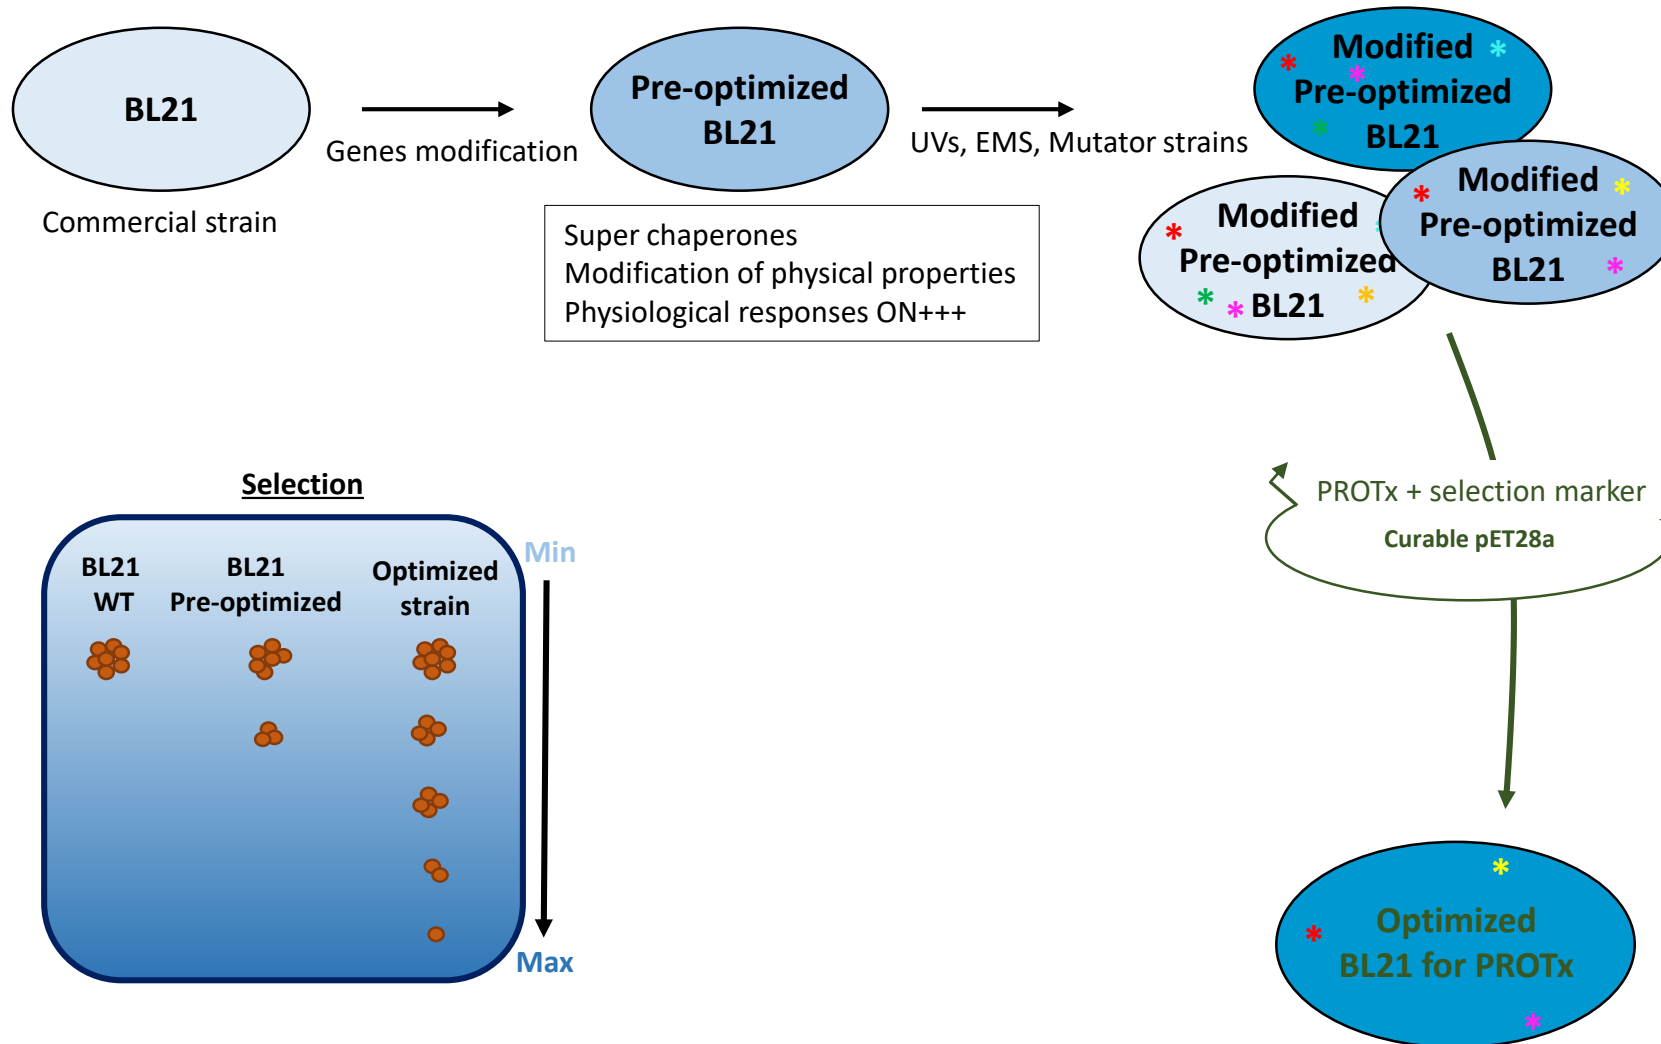 BL21
Genes modification
Commercial strain
Pre-optimized
BL21
Super chaperones
Modification of physical properties
Physiological responses ON+++
UVs, EMS, Mutator strains
Modified
Pre-optimized
BL21
Modified
Pre-optimized
BL21
Modified
Pre-optimized
BL21
PROTx + selection marker
Curable pET28a
Optimized
BL21 for PROTx
Selection
BL21
WT
BL21
Pre-optimized
Optimized
strain
Min
Max